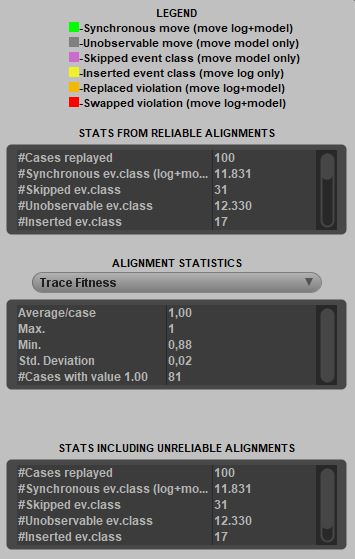 LEGEND
-Synchronous move (move log+model)
-Unobservable move (move model only)
-Skipped event class (move model only)
-Inserted event class (move log only)
-Replaced violation (move log+model)
-Swapped violation (move log+model)
STATS FROM RELIABLE ALIGNMENTS
#Cases replayed 100
#Synchronous ev.class (log+mo... 11.831
#Skipped ev.class 31
#Unobservable ev.class 12.330
#Inserted ev.class 17
ALIGNMENT STATISTICS
Trace Fitness
Average/case 1,00
Max. 1
Min. 0,88
Std. Deviation 0,02
#Cases with value 1.00 81
STATS INCLUDING UNRELIABLE ALIGNMENTS
#Cases replayed 100
#Synchronous ev.class (log+mo... 11.831
#Skipped ev.class 31
#Unobservable ev.class 12.330
#Inserted ev.class 17